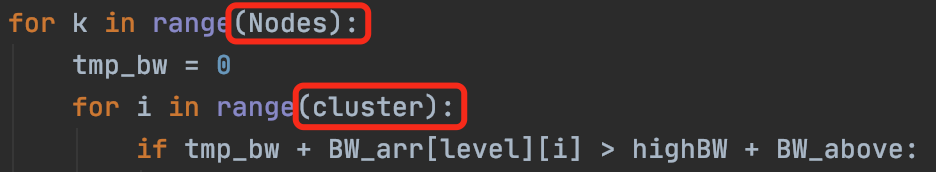 for k in range(Nodes):
tmp_bw = 0
for i in range(cluster):
if tmp_bw + BW_arr[level][i] > highBW + BW_above: